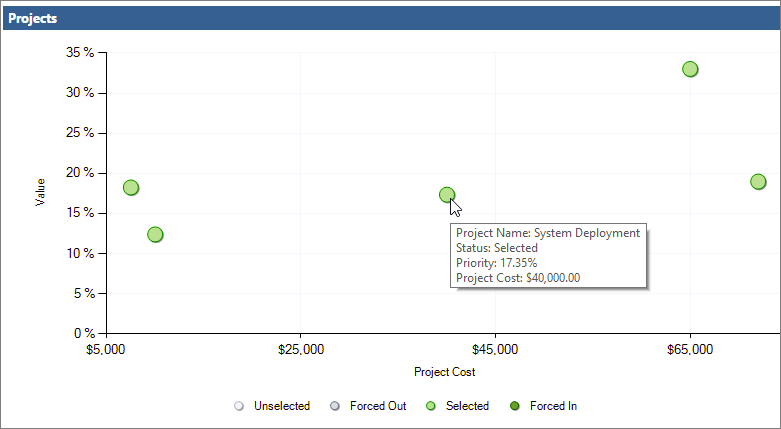 Projects
35 %
30 %
25 %
20 %
15 %
10 %
5 %
0 %
Value
Project Name: System Deployment
Status: Selected
Priority: 17.35%
Project Cost: $40,000.00
$5,000 $25,000 $45,000 $65,000
Project Cost
Unselected Forced Out Selected Forced In